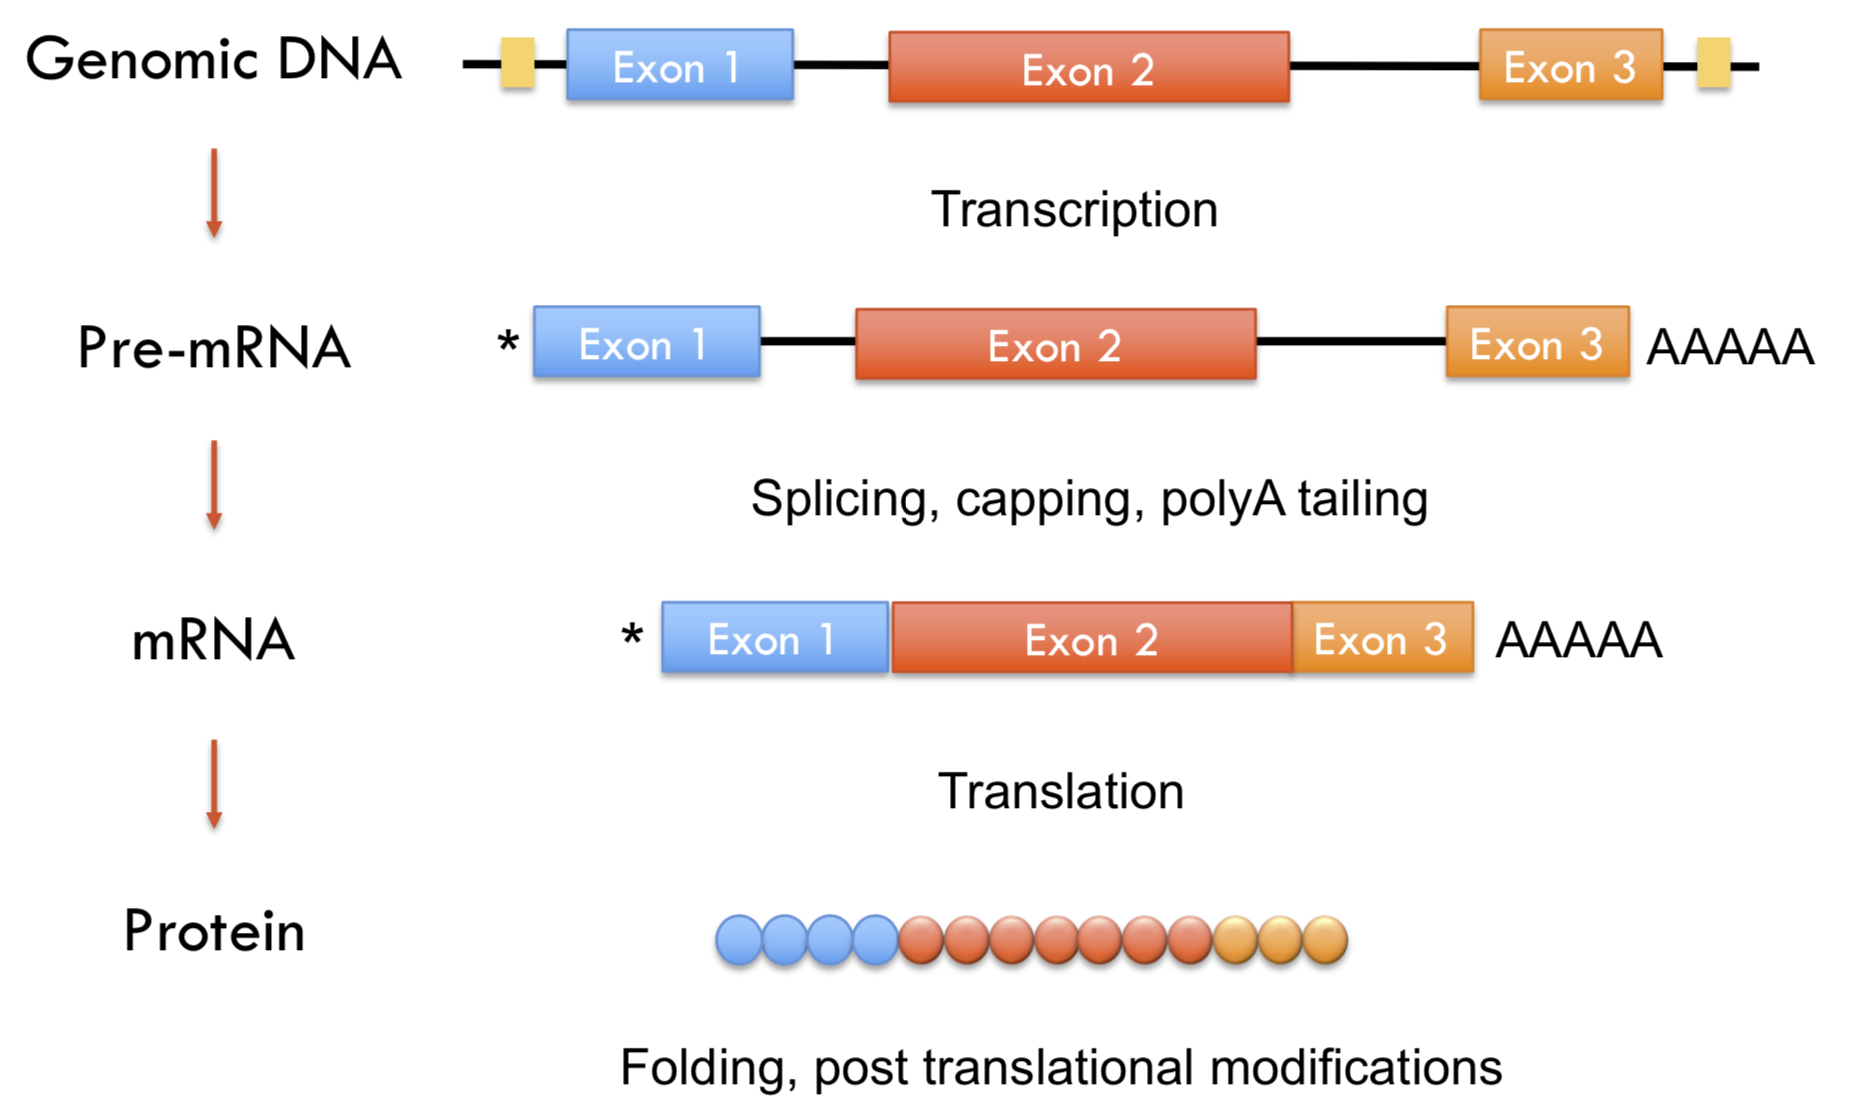 Genomic DNA
Exon 1
Exon 2
Exon 3
Transcription
Pre-mRNA
* Exon 1
Exon 2
Exon 3 AAAAA
Splicing, capping, polyA tailing
mRNA
* Exon 1
Exon 2
Exon 3 AAAAA
Translation
Protein
Folding, post translational modifications